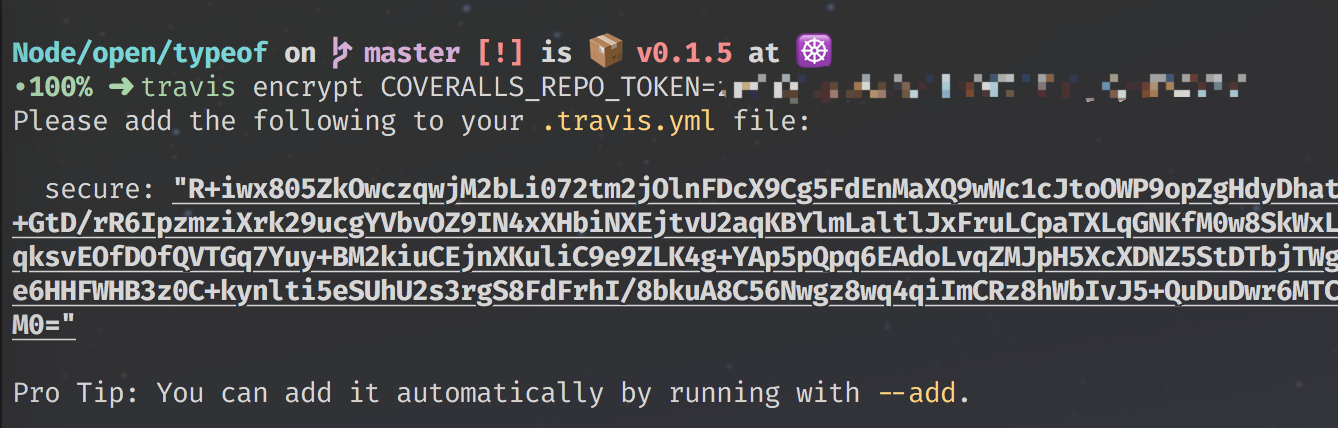 Node/open/typeof on master [!] is 📦 v0.1.5 at ☸
•100% ➜ travis encrypt COVERALLS_REPO_TOKEN=
Please add the following to your .travis.yml file:
secure: "R+iwx805ZkOwczqwjM2bLi072tm2jOlnFDcX9Cg5FdEnMaXQ9wWc1cJtoOWP9opZgHdyDhat
+GtD/rR6IpzmziXrk29ucgYVbvOZ9IN4xXHbiNXEjtvU2aqKBYlmLaltlJxFruLCpaTXLqGNKfM0w8SkWxL
qksvEOfDOfQVTGq7Yuy+BM2kiuCEjnXKuliC9e9ZLK4g+YAp5pQpq6EAdoLvqZMJpH5XcXDNZ5StDTbjTWg
e6HHFWHB3z0C+kynlti5eSUhU2s3rgS8FdFrhI/8bkuA8C56Nwgz8wq4qiImCRz8hWbIvJ5+QuDuDwr6MTC
M0="
Pro Tip: You can add it automatically by running with --add.